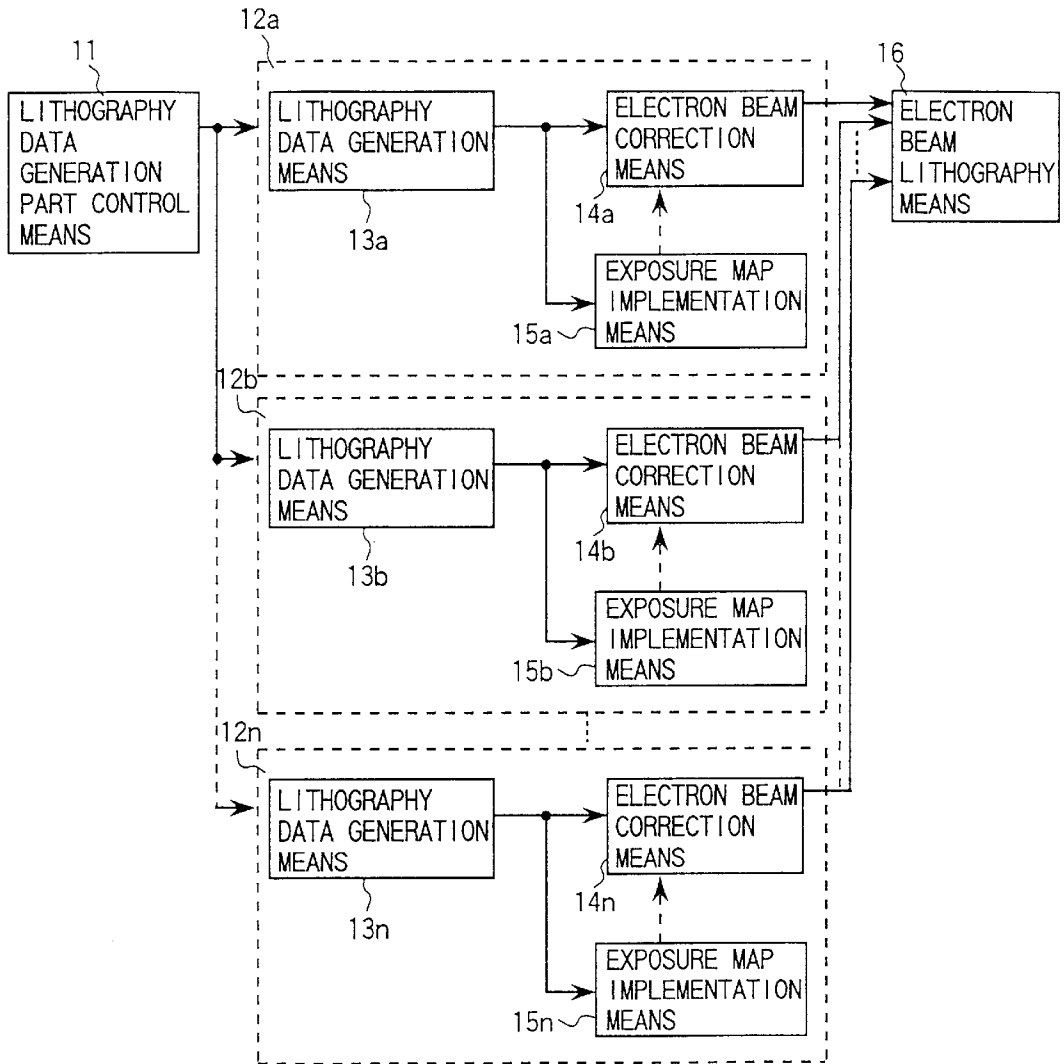 11
LITHOGRAPHY
DATA
GENERATION
PART CONTROL
MEANS
12a
LITHOGRAPHY
DATA GENERATION
MEANS
13a
ELECTRON BEAM
CORRECTION
MEANS
14a
EXPOSURE MAP
IMPLEMENTATION
MEANS
15a
16
ELECTRON
BEAM
LITHOGRAPHY
MEANS
12b
LITHOGRAPHY
DATA GENERATION
MEANS
13b
ELECTRON BEAM
CORRECTION
MEANS
14b
EXPOSURE MAP
IMPLEMENTATION
MEANS
15b
12n
LITHOGRAPHY
DATA GENERATION
MEANS
13n
ELECTRON BEAM
CORRECTION
MEANS
14n
EXPOSURE MAP
IMPLEMENTATION
MEANS
15n